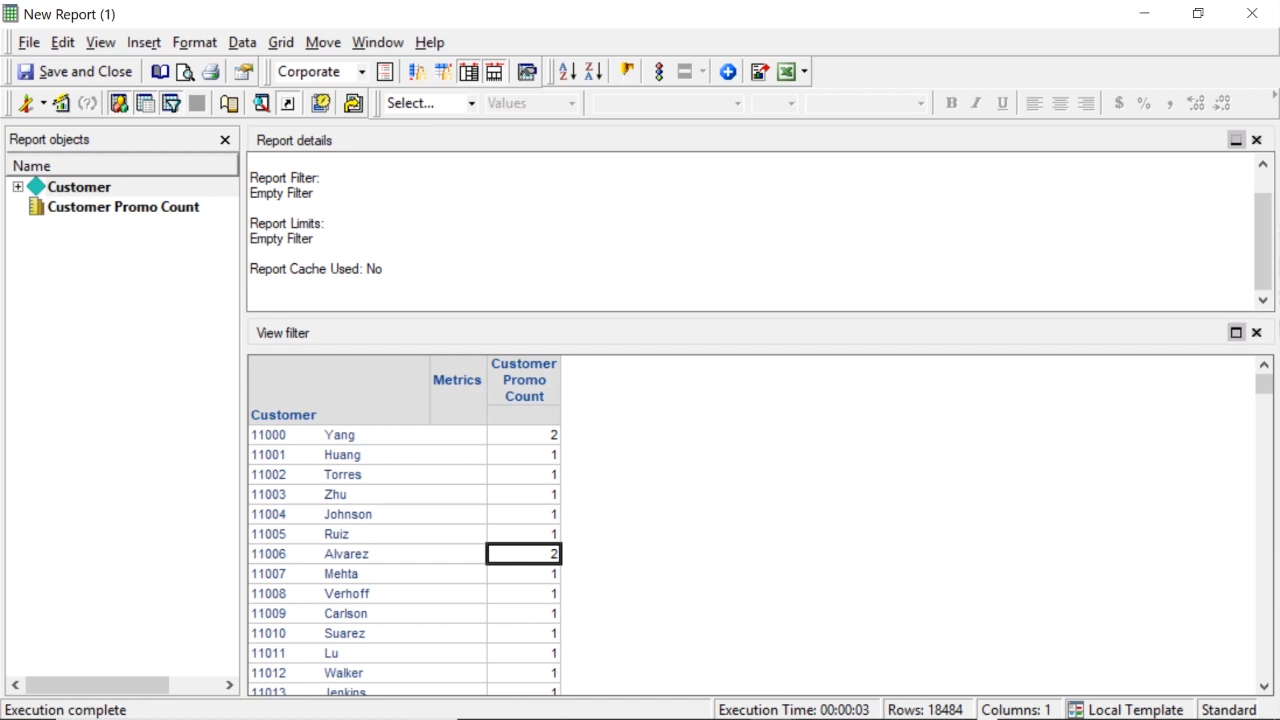 New Report (1)
File Edit View Insert Format Data Grid Move Window Help
Save and Close Corporate
Select... Values B I U $ % ,
Report objects
Name
Customer
Customer Promo Count
Report details
Report Filter:
Empty Filter
Report Limits:
Empty Filter
Report Cache Used: No
View filter
Customer Metrics Customer Promo Count
11000 Yang 2
11001 Huang 1
11002 Torres 1
11003 Zhu 1
11004 Johnson 1
11005 Ruiz 1
11006 Alvarez 2
11007 Mehta 1
11008 Verhoff 1
11009 Carlson 1
11010 Suarez 1
11011 Lu 1
11012 Walker 1
11013 Jenkins 1
Execution complete Execution Time: 00:00:03 Rows: 18484 Columns: 1 Local Template Standard